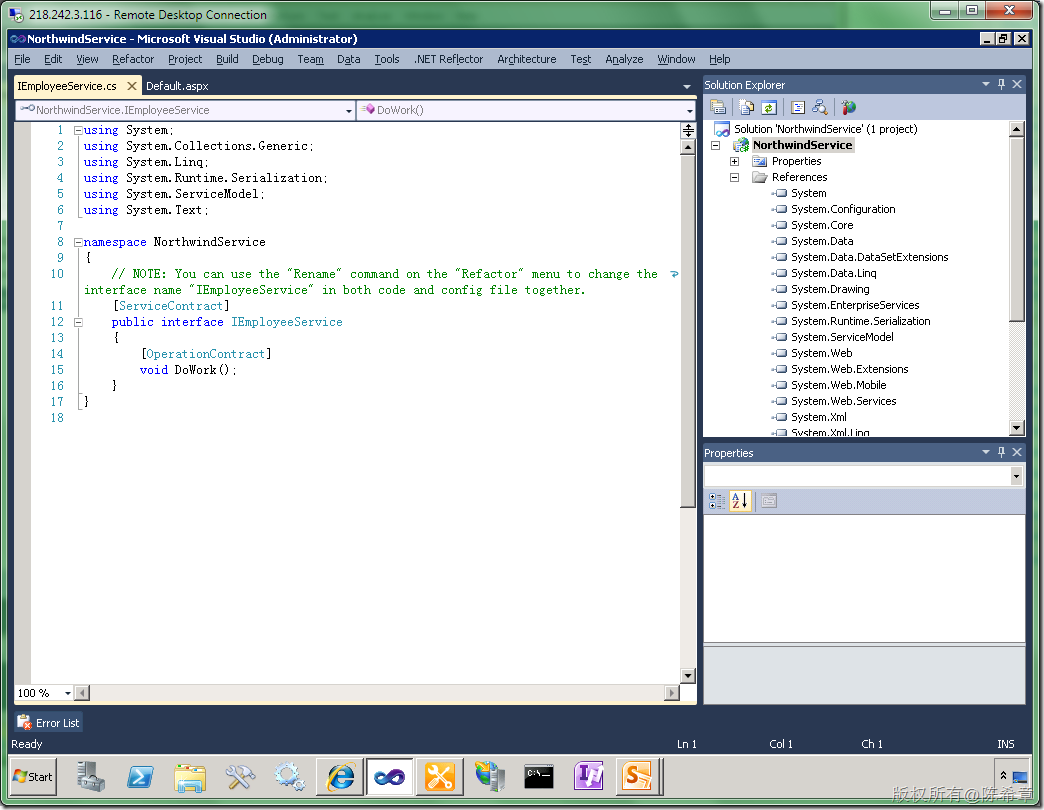 218.242.3.116 - Remote Desktop Connection
NorthwindService - Microsoft Visual Studio (Administrator)
File Edit View Refactor Project Build Debug Team Data Tools .NET Reflector Architecture Test Analyze Window Help
IEmployeeService.cs Default.aspx
NorthwindService.IEmployeeService DoWork()
1 using System;
2 using System.Collections.Generic;
3 using System.Linq;
4 using System.Runtime.Serialization;
5 using System.ServiceModel;
6 using System.Text;
7
8 namespace NorthwindService
9 {
10 // NOTE: You can use the "Rename" command on the "Refactor" menu to change the
interface name "IEmployeeService" in both code and config file together.
11 [ServiceContract]
12 public interface IEmployeeService
13 {
14 [OperationContract]
15 void DoWork();
16 }
17 }
18
100 %
Solution Explorer
Solution 'NorthwindService' (1 project)
NorthwindService
Properties
References
System
System.Configuration
System.Core
System.Data
System.Data.DataSetExtensions
System.Data.Linq
System.Drawing
System.EnterpriseServices
System.Runtime.Serialization
System.ServiceModel
System.Web
System.Web.Extensions
System.Web.Mobile
System.Web.Services
System.Xml
System.Xml.Linq
Properties
Error List
Ready Ln 1 Col 1 Ch 1 INS
Start
版权所有@陈希章